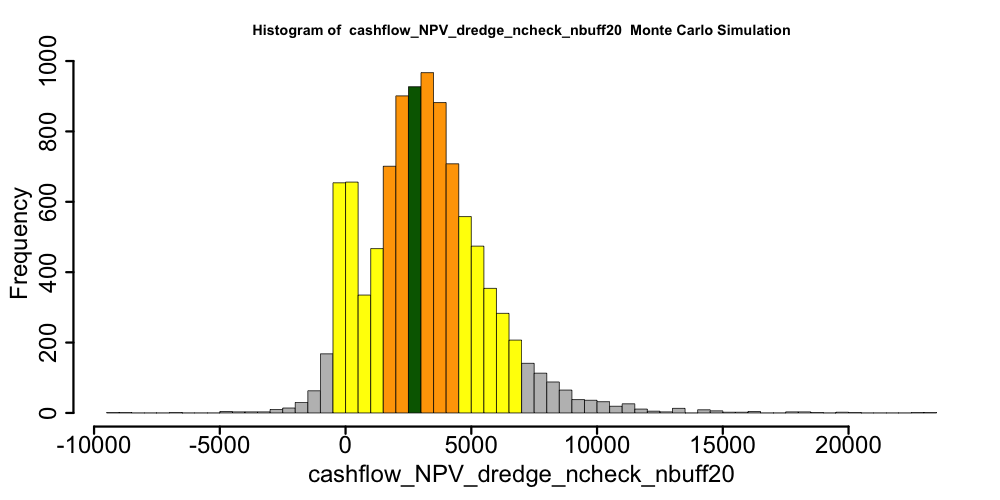 Histogram of  cashflow_NPV_dredge_ncheck_nbuff20  Monte Carlo Simulation
Frequency
1000
800
600
400
200
0
-10000 -5000 0 5000 10000 15000 20000
cashflow_NPV_dredge_ncheck_nbuff20